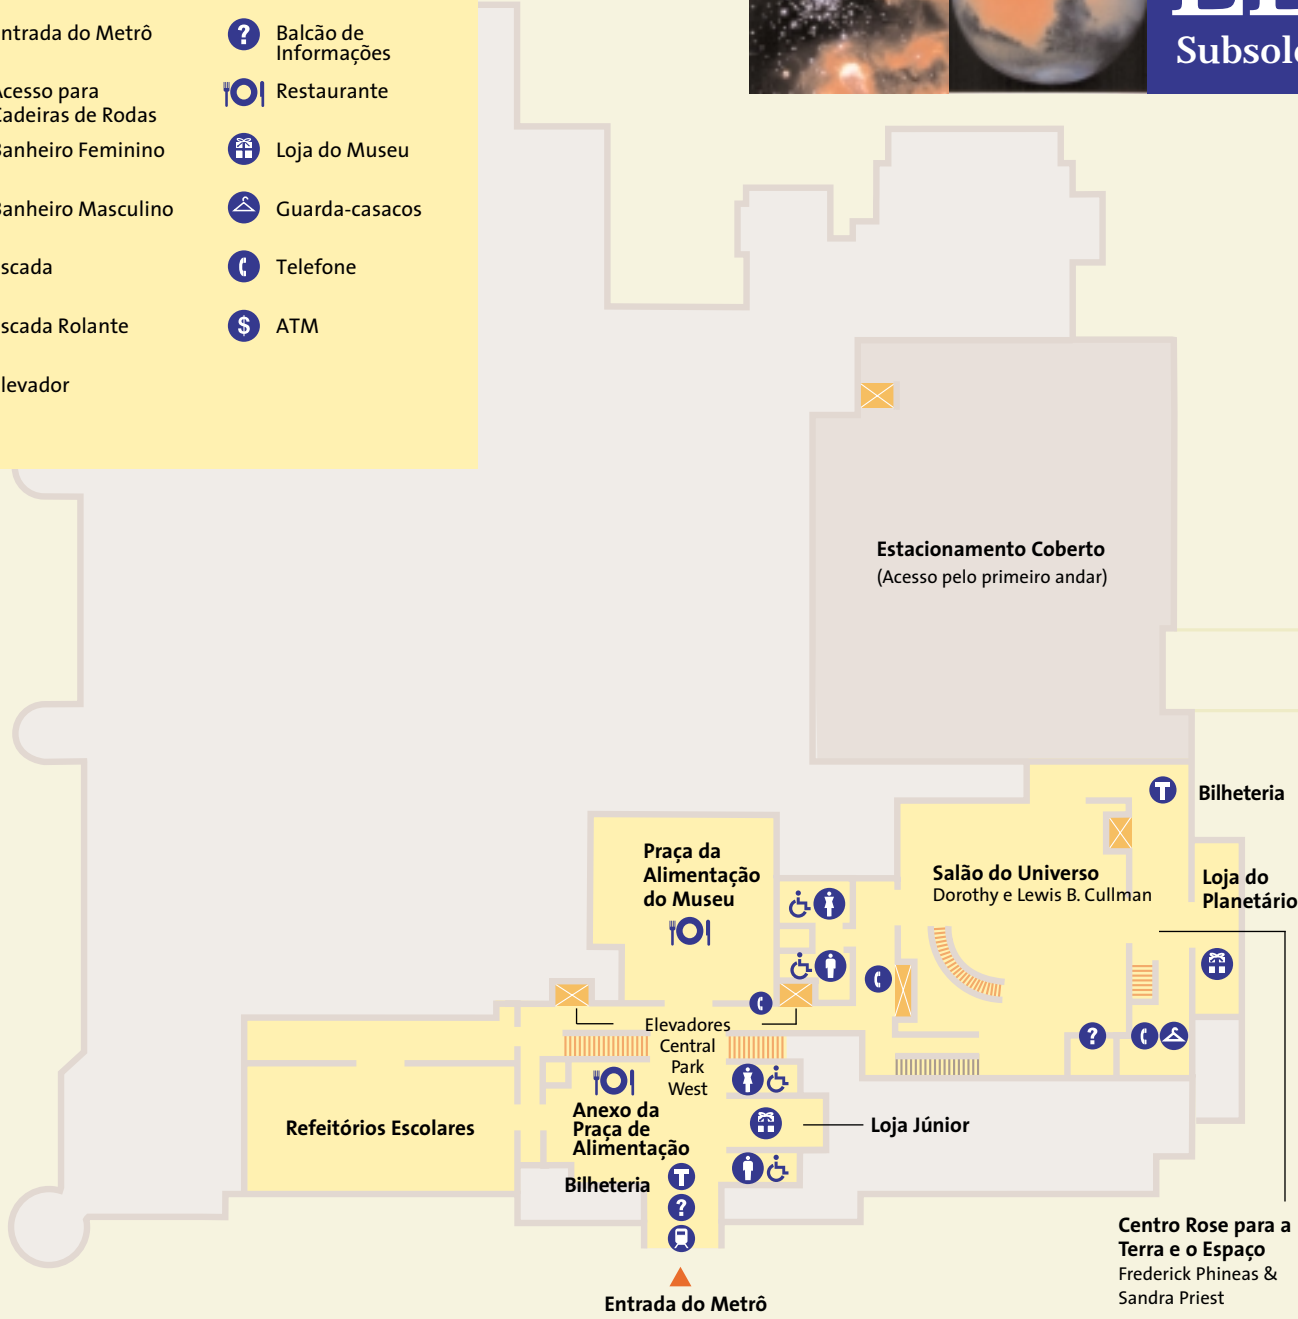 ntrada do Metrô
cesso para
adeiras de Rodas
anheiro Feminino
anheiro Masculino
scada
scada Rolante
levador
?
Balcão de
Informações
Restaurante
Loja do Museu
Guarda-casacos
Telefone
$
ATM
Subsolo
Estacionamento Coberto
(Acesso pelo primeiro andar)
T
Bilheteria
Praça da
Alimentação
do Museu
Salão do Universo
Dorothy e Lewis B. Cullman
Loja do
Planetário
Elevadores
Central
Park
West
?
Anexo da
Praça de
Alimentação
Refeitórios Escolares
Loja Júnior
Bilheteria
T
?
Centro Rose para a
Terra e o Espaço
Frederick Phineas &
Sandra Priest
Entrada do Metrô